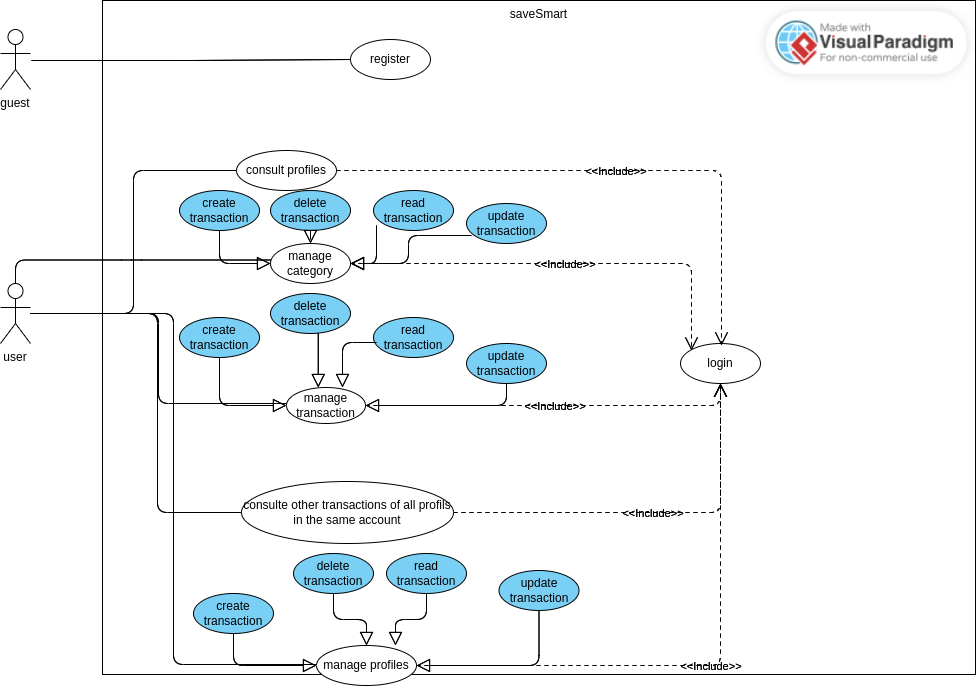 saveSmart
Made with
Visual Paradigm
For non-commercial use
register
guest
consult profiles
<<Include>>
create
transaction
delete
transaction
read
transaction
update
transaction
manage
category
<<Include>>
user
delete
transaction
create
transaction
read
transaction
update
transaction
login
manage
transaction
<<Include>>
consulte other transactions of all profils
in the same account
<<Include>>
delete
transaction
read
transaction
update
transaction
create
transaction
manage profiles
<<Include>>